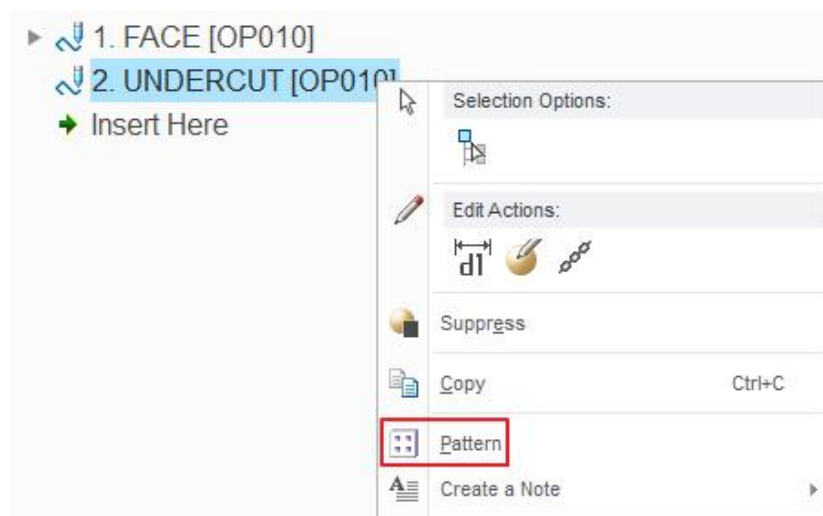 1. FACE [OP010]
2. UNDERCUT [OP010]
Insert Here
Selection Options:
Edit Actions:
d1
Suppress
Copy Ctrl+C
Pattern
Create a Note